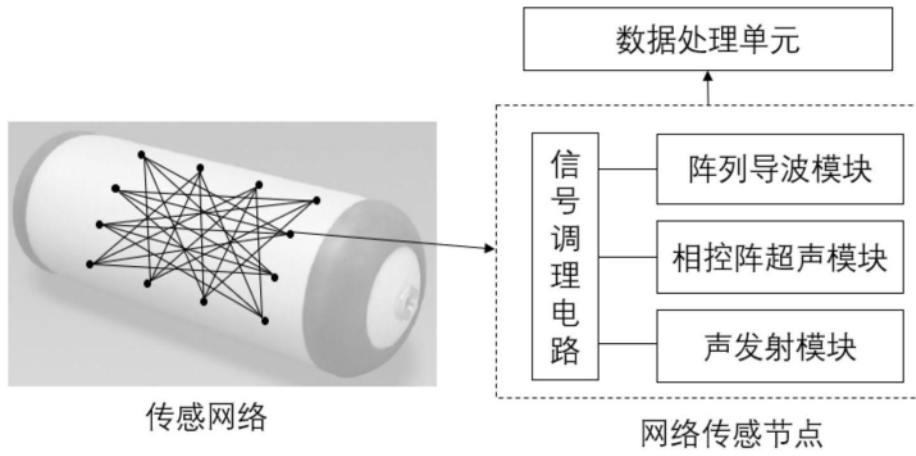 数据处理单元
信号调理电路
阵列导波模块
相控阵超声模块
声发射模块
传感网络
网络传感节点